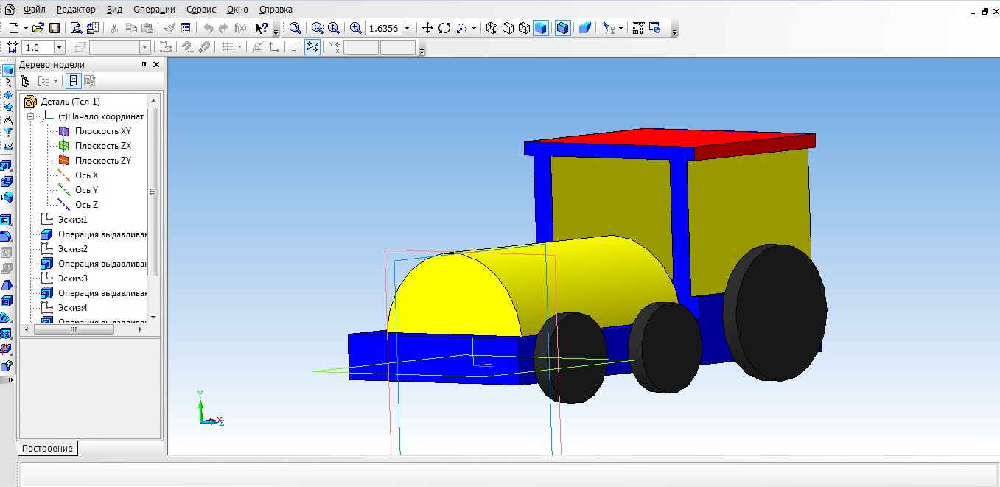 Файл Редактор Вид Операции Сервис Окно Справка
1.6356
f(x)
1.0
Дерево модели
Деталь (Тел-1)
(т)Начало координат
Плоскость XY
Плоскость ZX
Плоскость ZY
Ось X
Ось Y
Ось Z
Эскиз:1
Операция выдавливан
Эскиз:2
Операция выдавливан
Эскиз:3
Операция выдавливан
Эскиз:4
Операция выдавливан
Y
X
Z
Построение